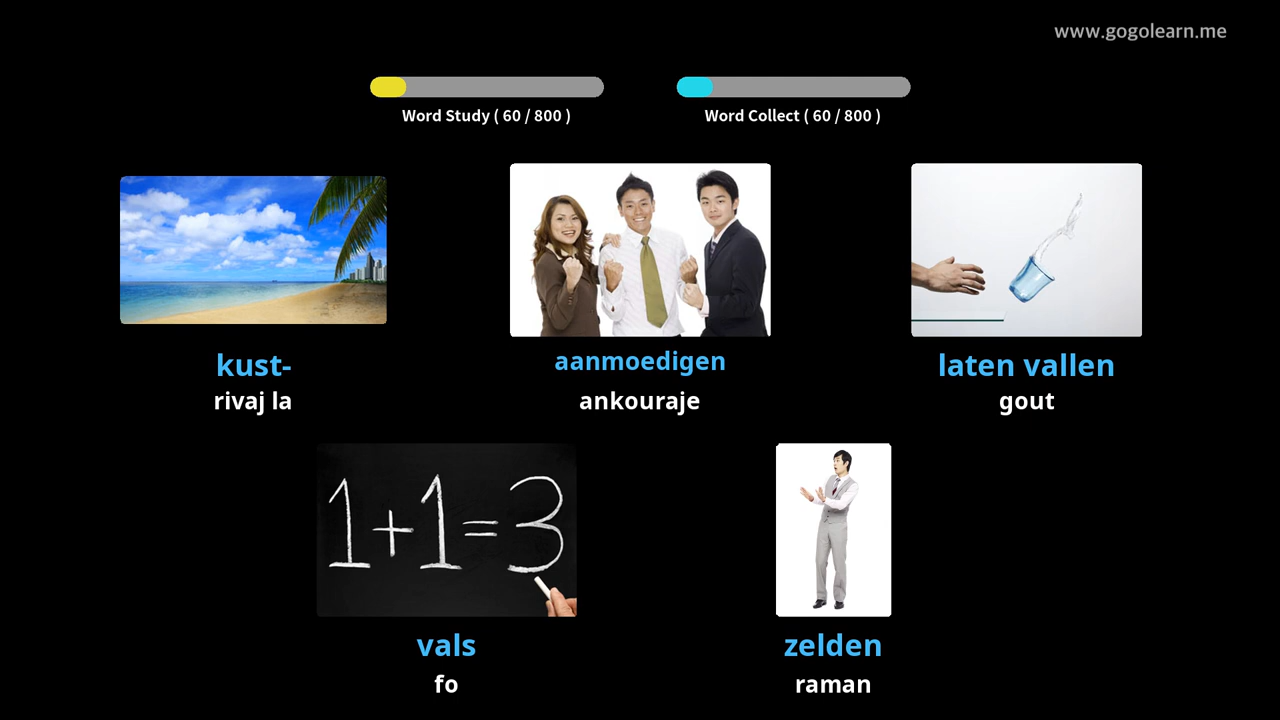 www.gogolearn.me
Word Study ( 60 / 800 )
Word Collect ( 60 / 800 )
kust-
rivaj la
aanmoedigen
ankouraje
laten vallen
gout
1+1=3
vals
fo
zelden
raman